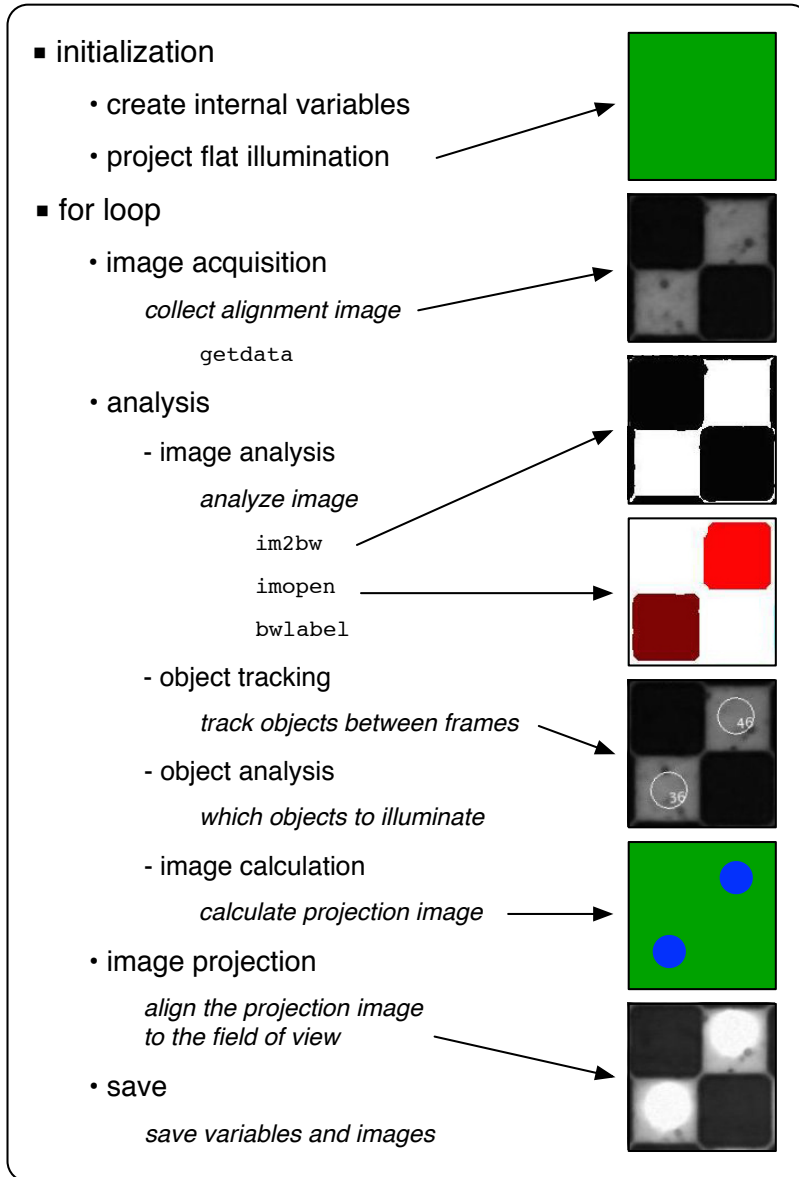 ▪ initialization
• create internal variables
• project flat illumination
▪ for loop
• image acquisition
collect alignment image
getdata
• analysis
- image analysis
analyze image
im2bw
imopen
bwlabel
- object tracking
track objects between frames
46
36
- object analysis
which objects to illuminate
- image calculation
calculate projection image
• image projection
align the projection image
to the field of view
• save
save variables and images